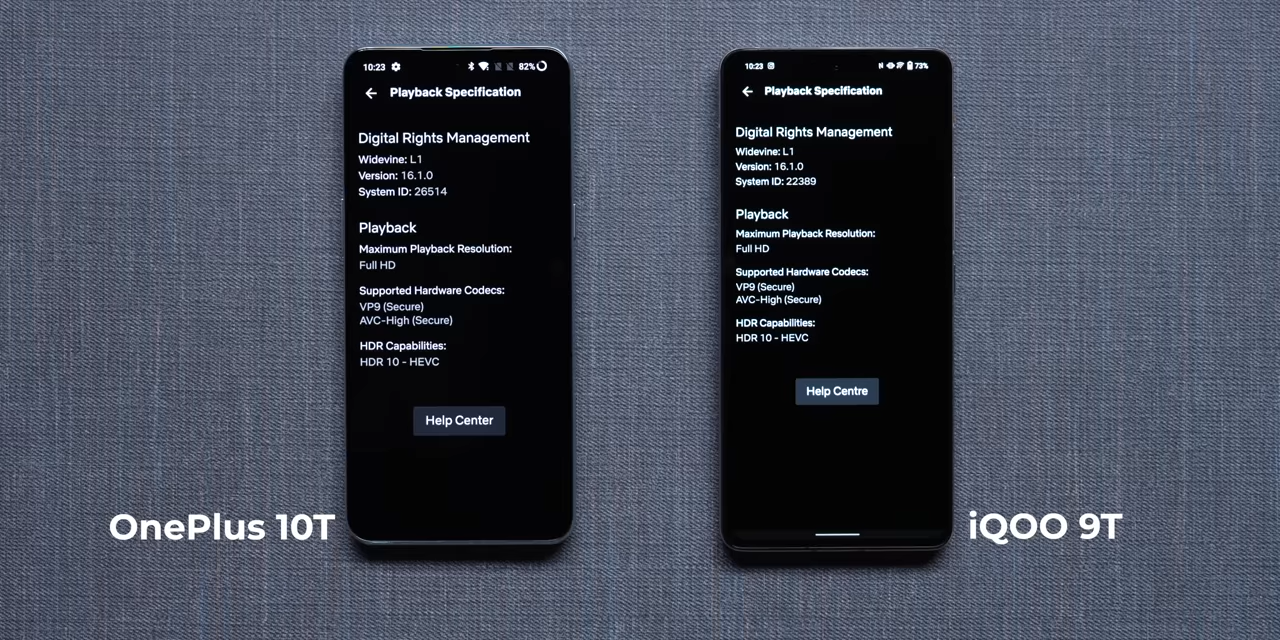 10:23
82%
Playback Specification
Digital Rights Management
Widevine: L1
Version: 16.1.0
System ID: 26514
Playback
Maximum Playback Resolution:
Full HD
Supported Hardware Codecs:
VP9 (Secure)
AVC-High (Secure)
HDR Capabilities:
HDR 10 - HEVC
Help Center
OnePlus 10T
10:23
73%
Playback Specification
Digital Rights Management
Widevine: L1
Version: 16.1.0
System ID: 22389
Playback
Maximum Playback Resolution:
Full HD
Supported Hardware Codecs:
VP9 (Secure)
AVC-High (Secure)
HDR Capabilities:
HDR 10 - HEVC
Help Centre
iQOO 9T